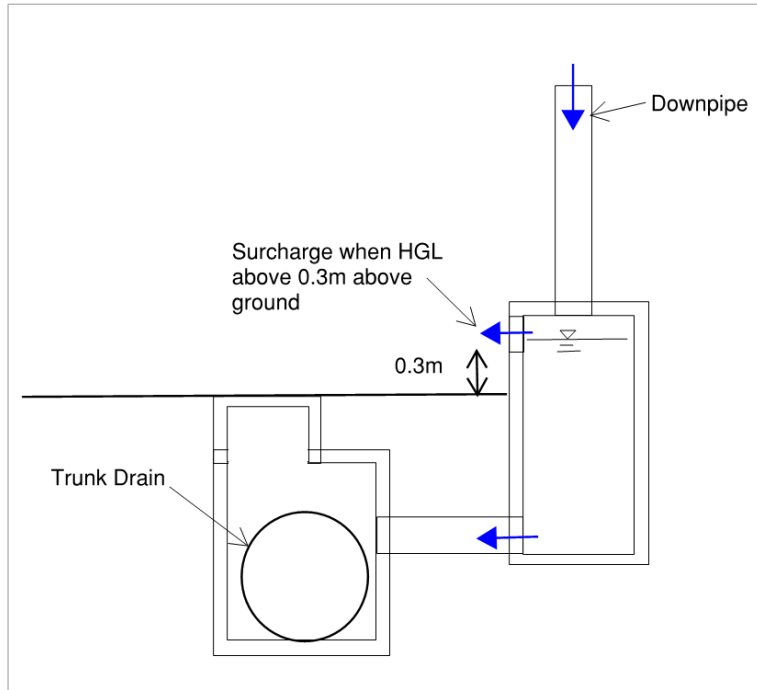 Downpipe
Surcharge when HGL
above 0.3m above
ground
0.3m
Trunk Drain